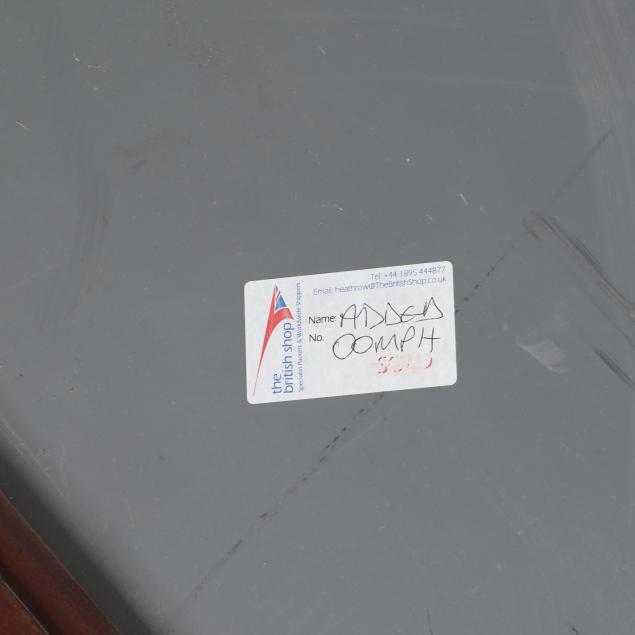 Tel: +44 1895 444877
Email: heathrow@TheBritishShop.co.uk
Name: ADDED
No. OOMPH
the
british shop
Specialist Packers & Worldwide Shippers